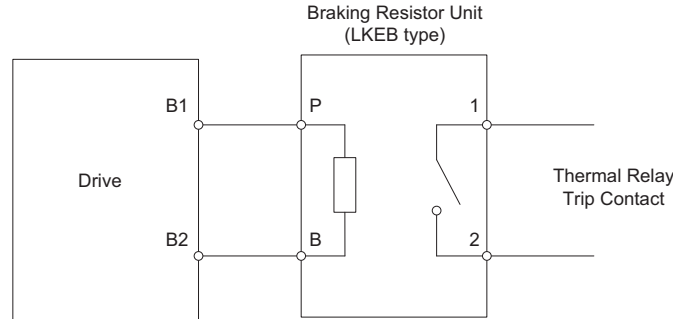 Braking Resistor Unit
(LKEB type)
B1
P
1
Drive
Thermal Relay
Trip Contact
B2
B
2